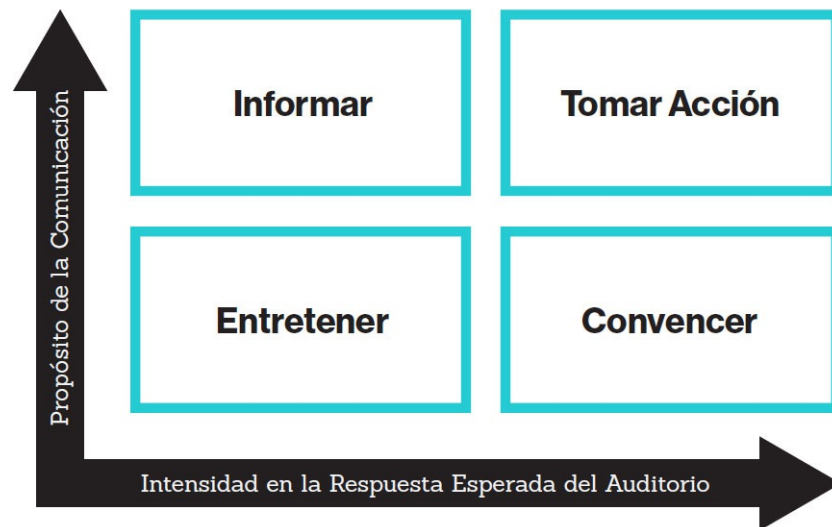 Propósito de la Comunicación
Informar
Tomar Acción
Entretener
Convencer
Intensidad en la Respuesta Esperada del Auditorio